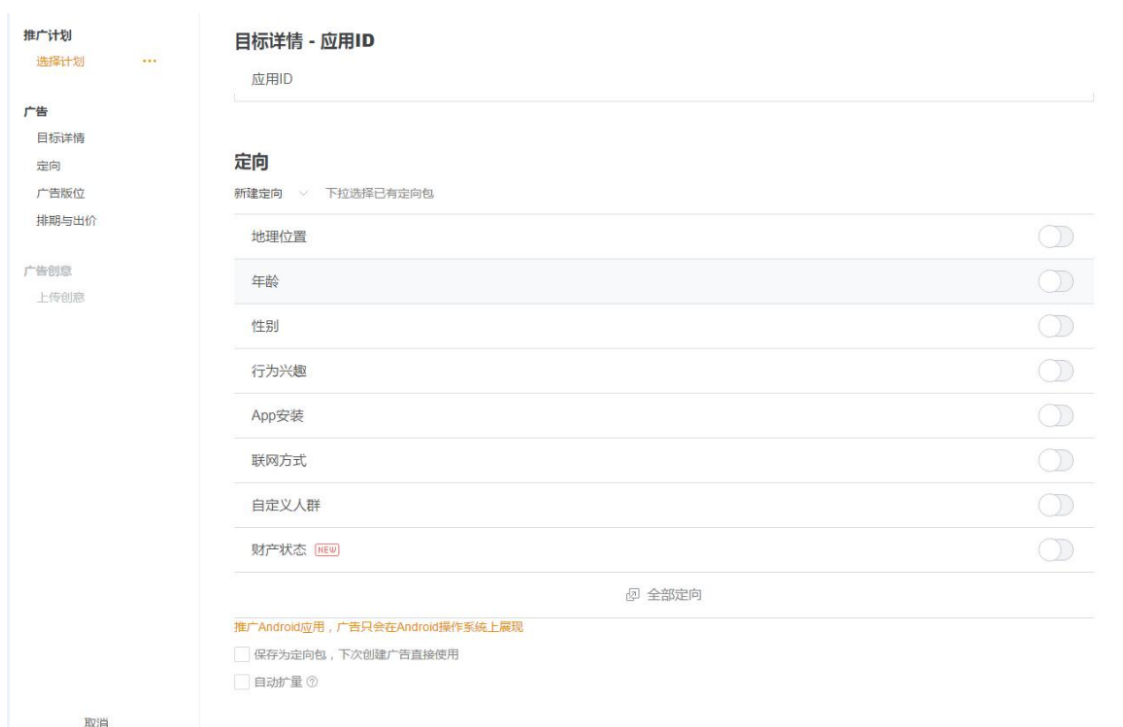 推广计划
选择计划
广告
目标详情
定向
广告版位
排期与出价
广告创意
上传创意
取消
目标详情 - 应用ID
应用ID
定向
新建定向 下拉选择已有定向包
地理位置
年龄
性别
行为兴趣
App安装
联网方式
自定义人群
财产状态 NEW
全部定向
推广Android应用，广告只会在Android操作系统上展现
保存为定向包，下次创建广告直接使用
自动扩量